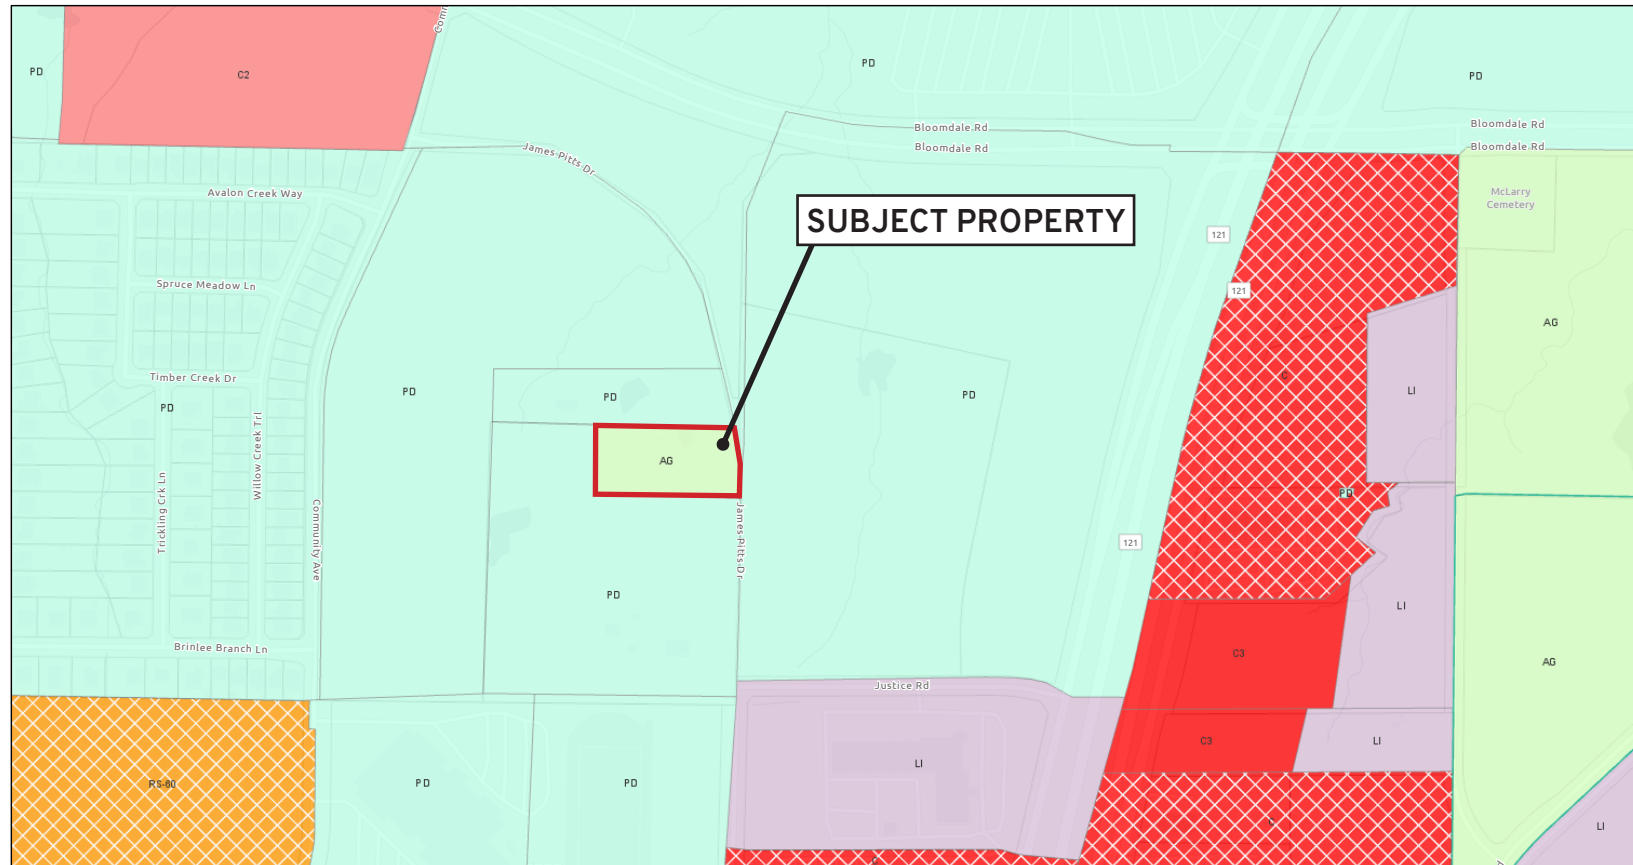 Comm
PD
PD
C2
PD
PD
Bloomdale Rd
Bloomdale Rd
Bloomdale Rd
Bloomdale Rd
James Pitts Dr
Avalon Creek Way
McLarry
Cemetery
SUBJECT PROPERTY
121
Spruce Meadow Ln
121
AG
Timber Creek Dr
C
PD
PD
PD
PD
LI
Willow Creek Trl
AG
Trickling Crk Ln
PD
Community Ave
James Pitts Dr
121
PD
LI
Brinlee Branch Ln
C3
AG
Justice Rd
C3
LI
LI
RS-60
PD
PD
C
LI
C